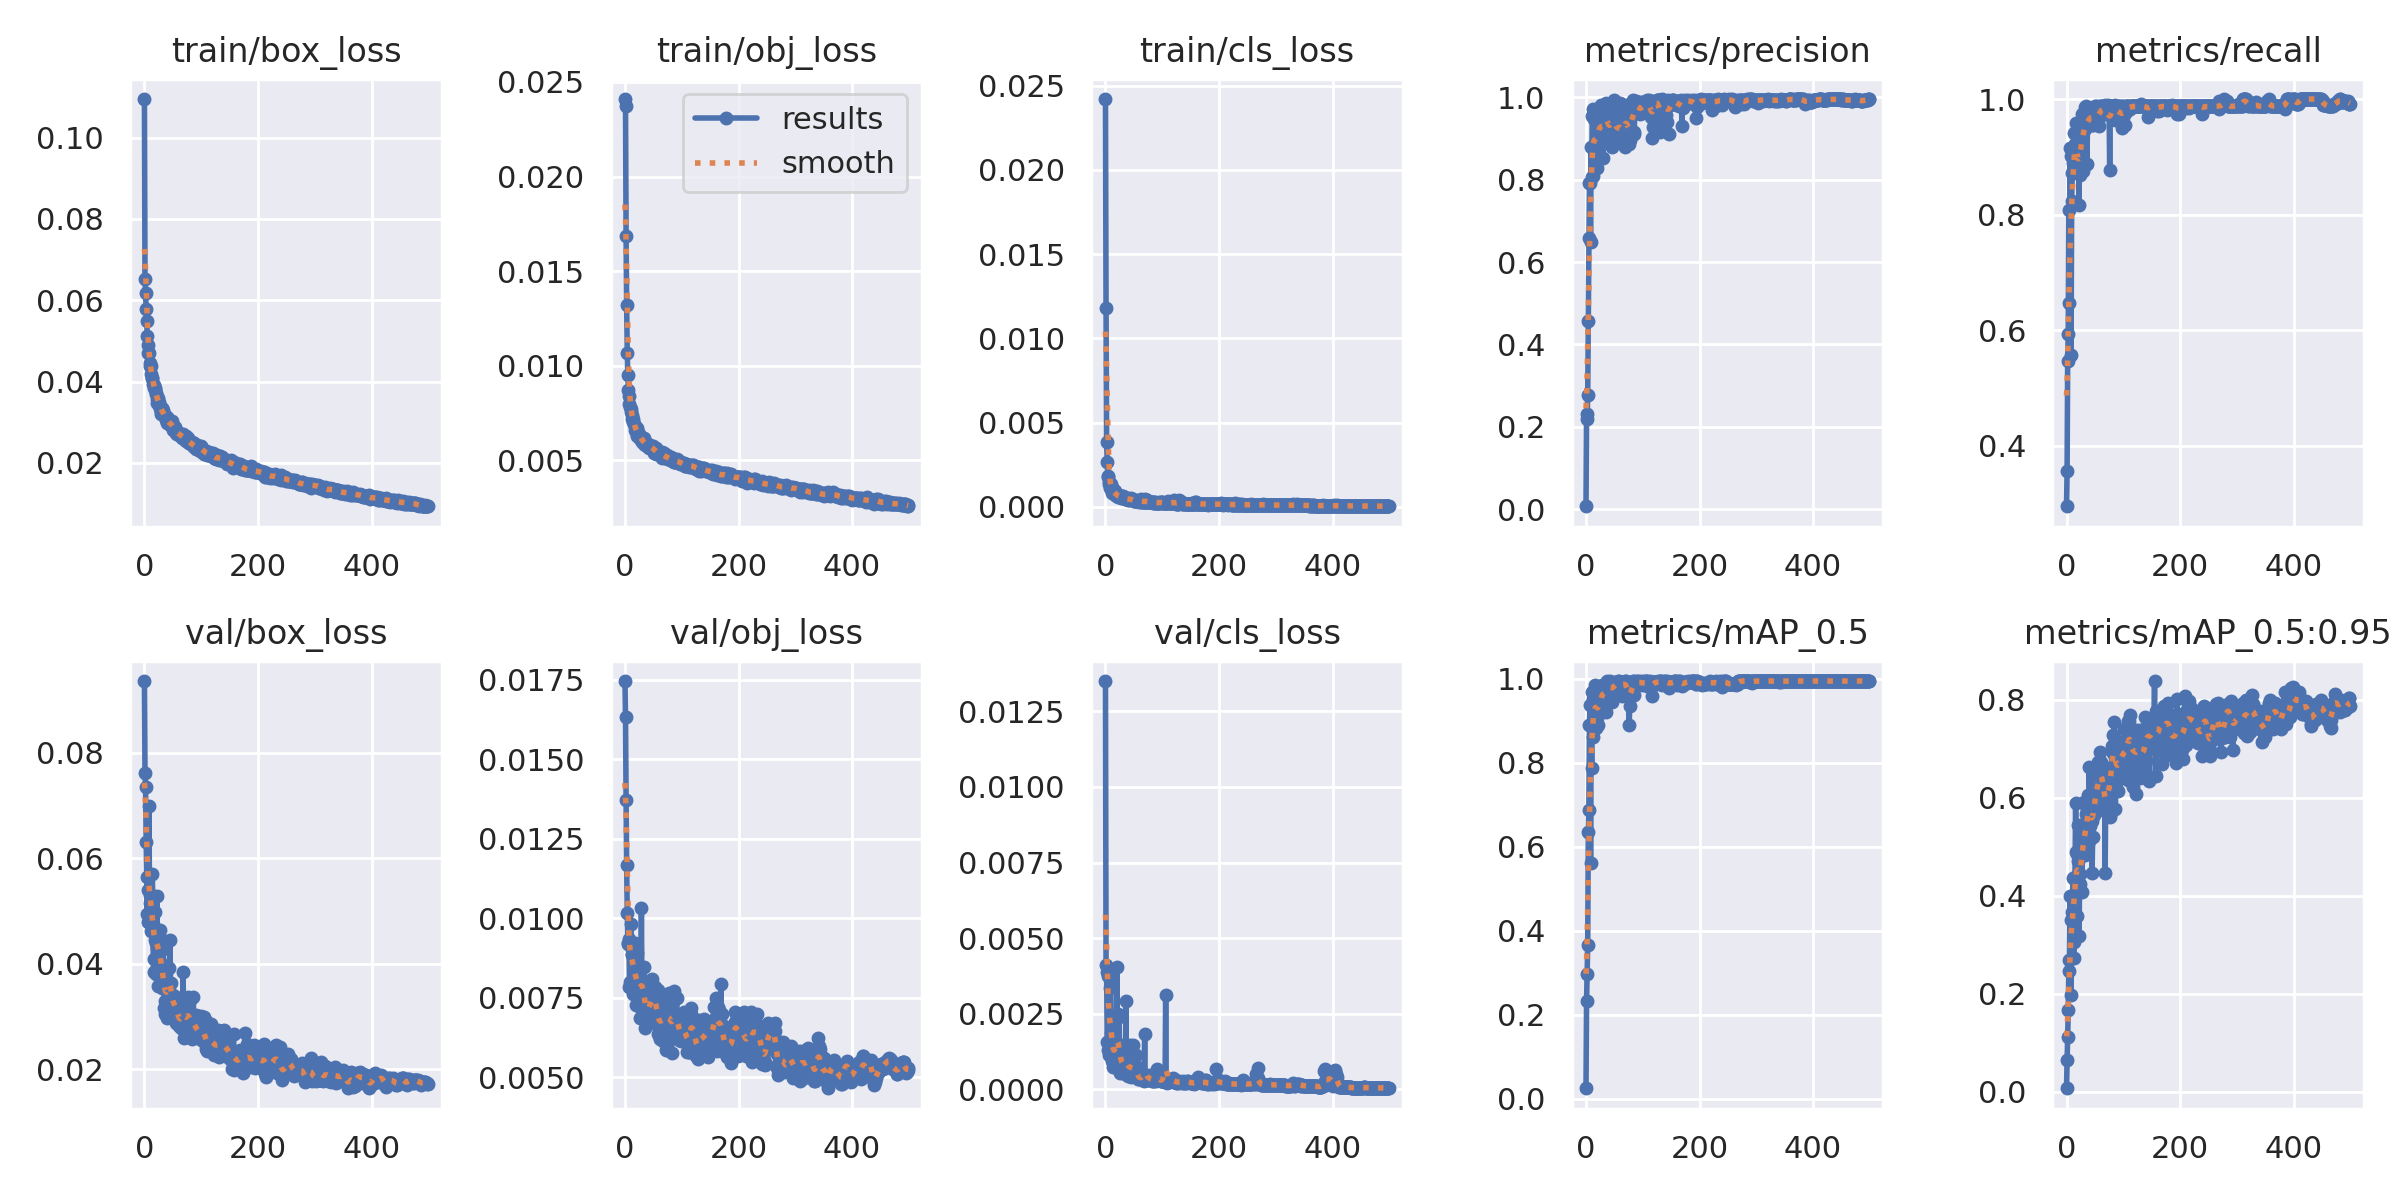 train/box_loss
0.10
0.08
0.06
0.04
0.02
0 200 400
train/obj_loss
0.025
0.020
0.015
0.010
0.005
0 200 400
results
smooth
train/cls_loss
0.025
0.020
0.015
0.010
0.005
0.000
0 200 400
metrics/precision
1.0
0.8
0.6
0.4
0.2
0.0
0 200 400
metrics/recall
1.0
0.8
0.6
0.4
0 200 400
val/box_loss
0.08
0.06
0.04
0.02
0 200 400
val/obj_loss
0.0175
0.0150
0.0125
0.0100
0.0075
0.0050
0 200 400
val/cls_loss
0.0125
0.0100
0.0075
0.0050
0.0025
0.0000
0 200 400
metrics/mAP_0.5
1.0
0.8
0.6
0.4
0.2
0.0
0 200 400
metrics/mAP_0.5:0.95
0.8
0.6
0.4
0.2
0.0
0 200 400